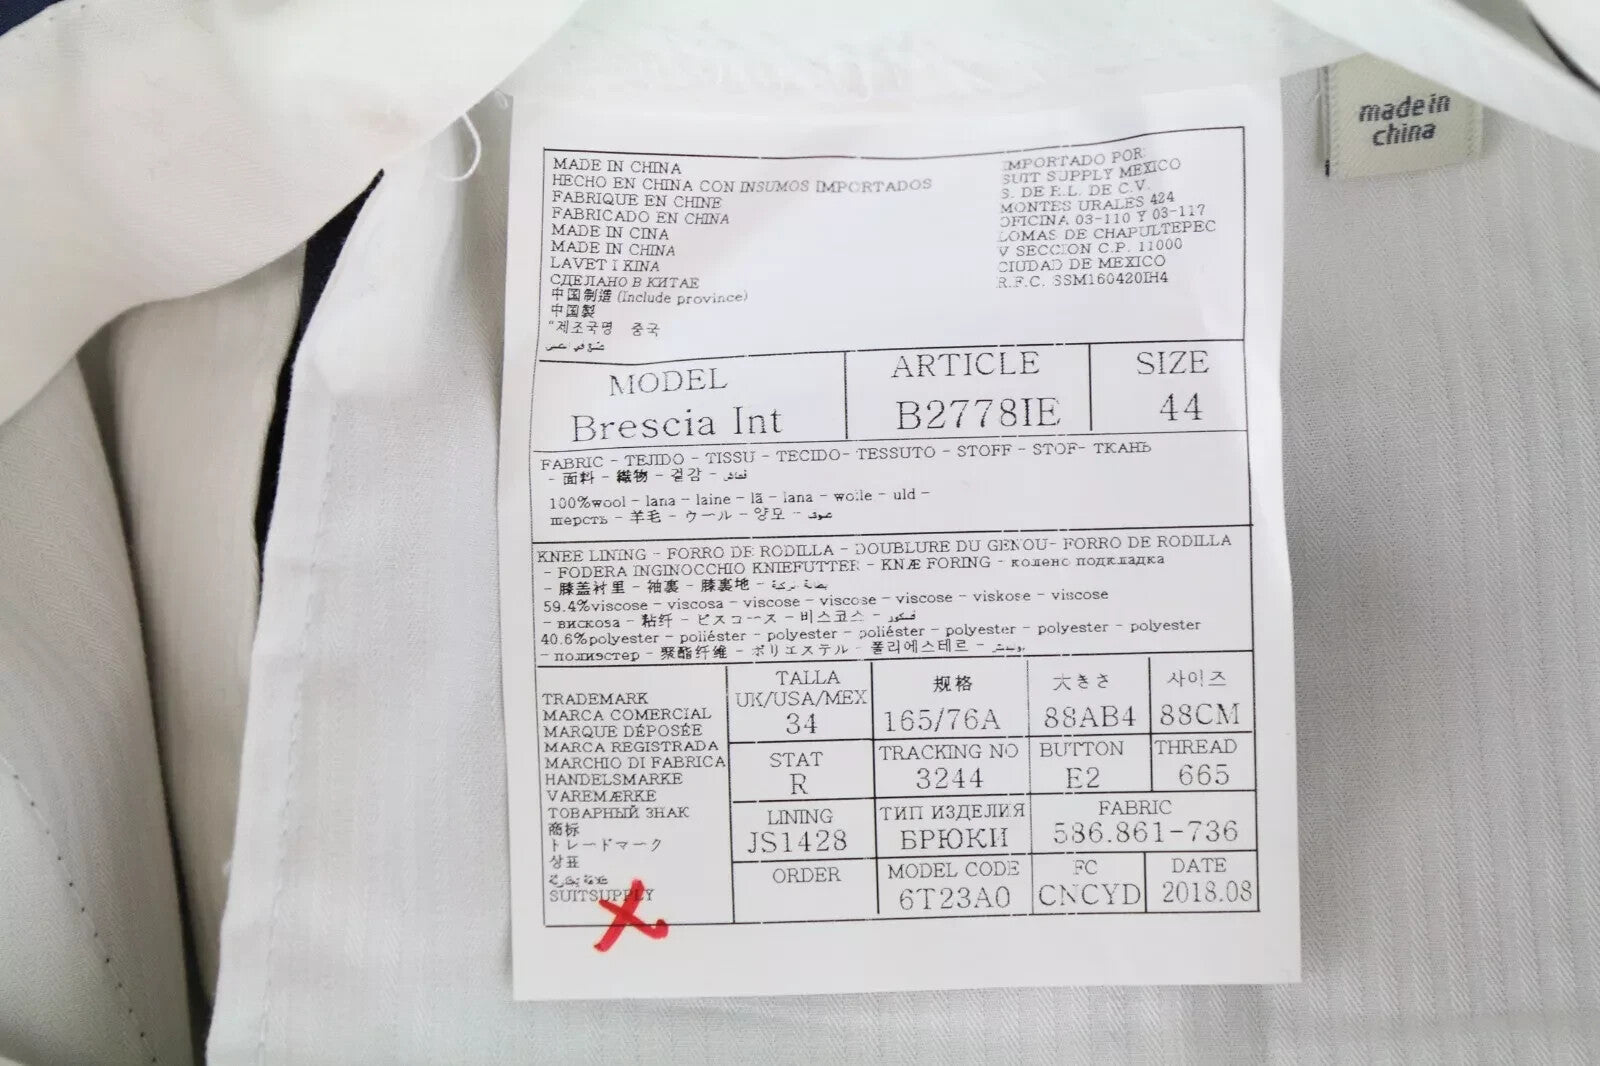 made in
china
MADE IN CHINA
HECHO EN CHINA CON INSUMOS IMPORTADOS
FABRIQUE EN CHINE
FABRICADO EN CHINA
MADE IN CINA
MADE IN CHINA
LAVET I KINA
СДЕЛАНО В КИТАЕ
中国制造 (Include province)
中国製
"제조국명 中국
IMPORTADO POR:
SUIT SUPPLY MEXICO
S. DE R.L. DE C.V.
MONTES URALES 424
OFICINA 03-110 Y 03-117
LOMAS DE CHAPULTEPEC
V SECCION C.P. 11000
CIUDAD DE MEXICO
R.F.C. SSM160420IH4
MODEL
Brescia Int
ARTICLE
B2778IE
SIZE
44
FABRIC - TEJIDO - TISSU - TECIDO- TESSUTO - STOFF - STOF- ТКАНЬ
- 面料 - 織物 - 겉감 - قماش
100%wool - lana - laine - lã - lana - wolle - uld -
шерсть - 羊毛 - ウール - 양모 - صوف
KNEE LINING - FORRO DE RODILLA - DOUBLURE DU GENOU- FORRO DE RODILLA
- FODERA INGINOCCHIO KNIEFUTTER - KNÆ FORING - колено подкладка
- 膝盖衬里 - 袖裏 - 膝裏地 -
59.4%viscose - viscosa - viscose - viscose - viscose - viskose - viscose
- вискоза - 粘纤 - ビスコース - 비스코스 - فسكوز
40.6%polyester - poliéster - polyester - poliéster - polyester - polyester - polyester
- полиэстер - 聚酯纤维 - ポリエステル - 폴리에스테르 -
TRADEMARK
MARCA COMERCIAL
MARQUE DÉPOSÉE
MARCA REGISTRADA
MARCHIO DI FABRICA
HANDELSMARKE
VAREMÆRKE
ТОВАРНЫЙ ЗНАК
商标
トレードマーク
상표
SUITSUPPLY
TALLA
UK/USA/MEX
34
规格
165/76A
大きさ
88AB4
사이즈
88CM
STAT
R
TRACKING NO
3244
BUTTON
E2
THREAD
665
LINING
JS1428
ТИП ИЗДЕЛИЯ
БРЮКИ
FABRIC
586.861-736
ORDER
MODEL CODE
6T23A0
FC
CNCYD
DATE
2018.08